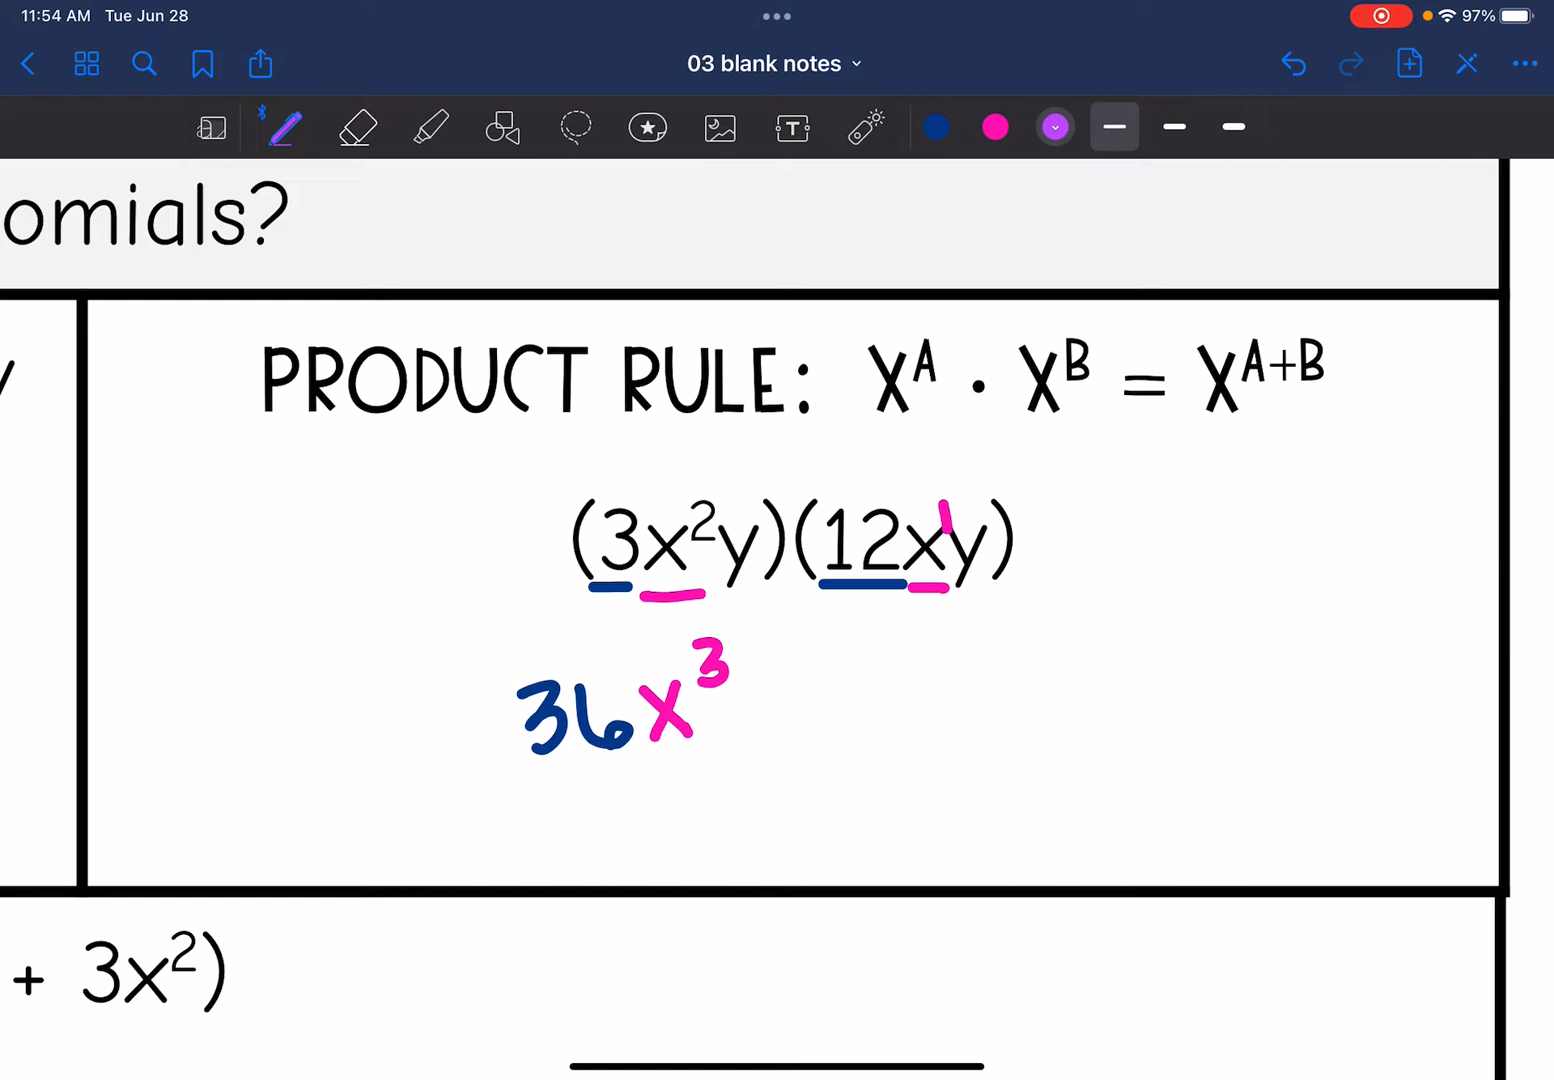 11:54 AM Tue Jun 28
97%
03 blank notes
T
omials?
PRODUCT RULE: X^A · X^B = X^A+B
(3x²y)(12x¹y)
36x³
+ 3x²)